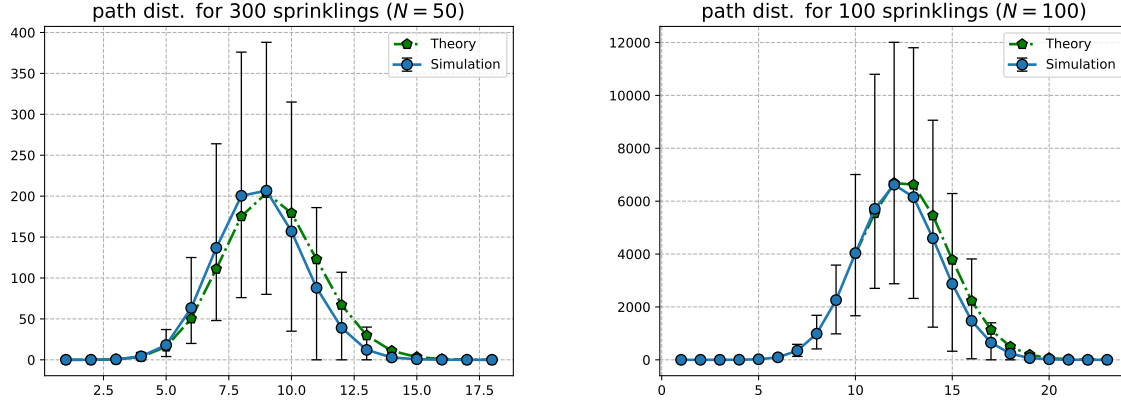 path dist. for 300 sprinklings (N = 50)
400
350
300
250
200
150
100
50
0
2.5 5.0 7.5 10.0 12.5 15.0 17.5
Theory
Simulation
path dist. for 100 sprinklings (N = 100)
12000
10000
8000
6000
4000
2000
0
0 5 10 15 20
Theory
Simulation